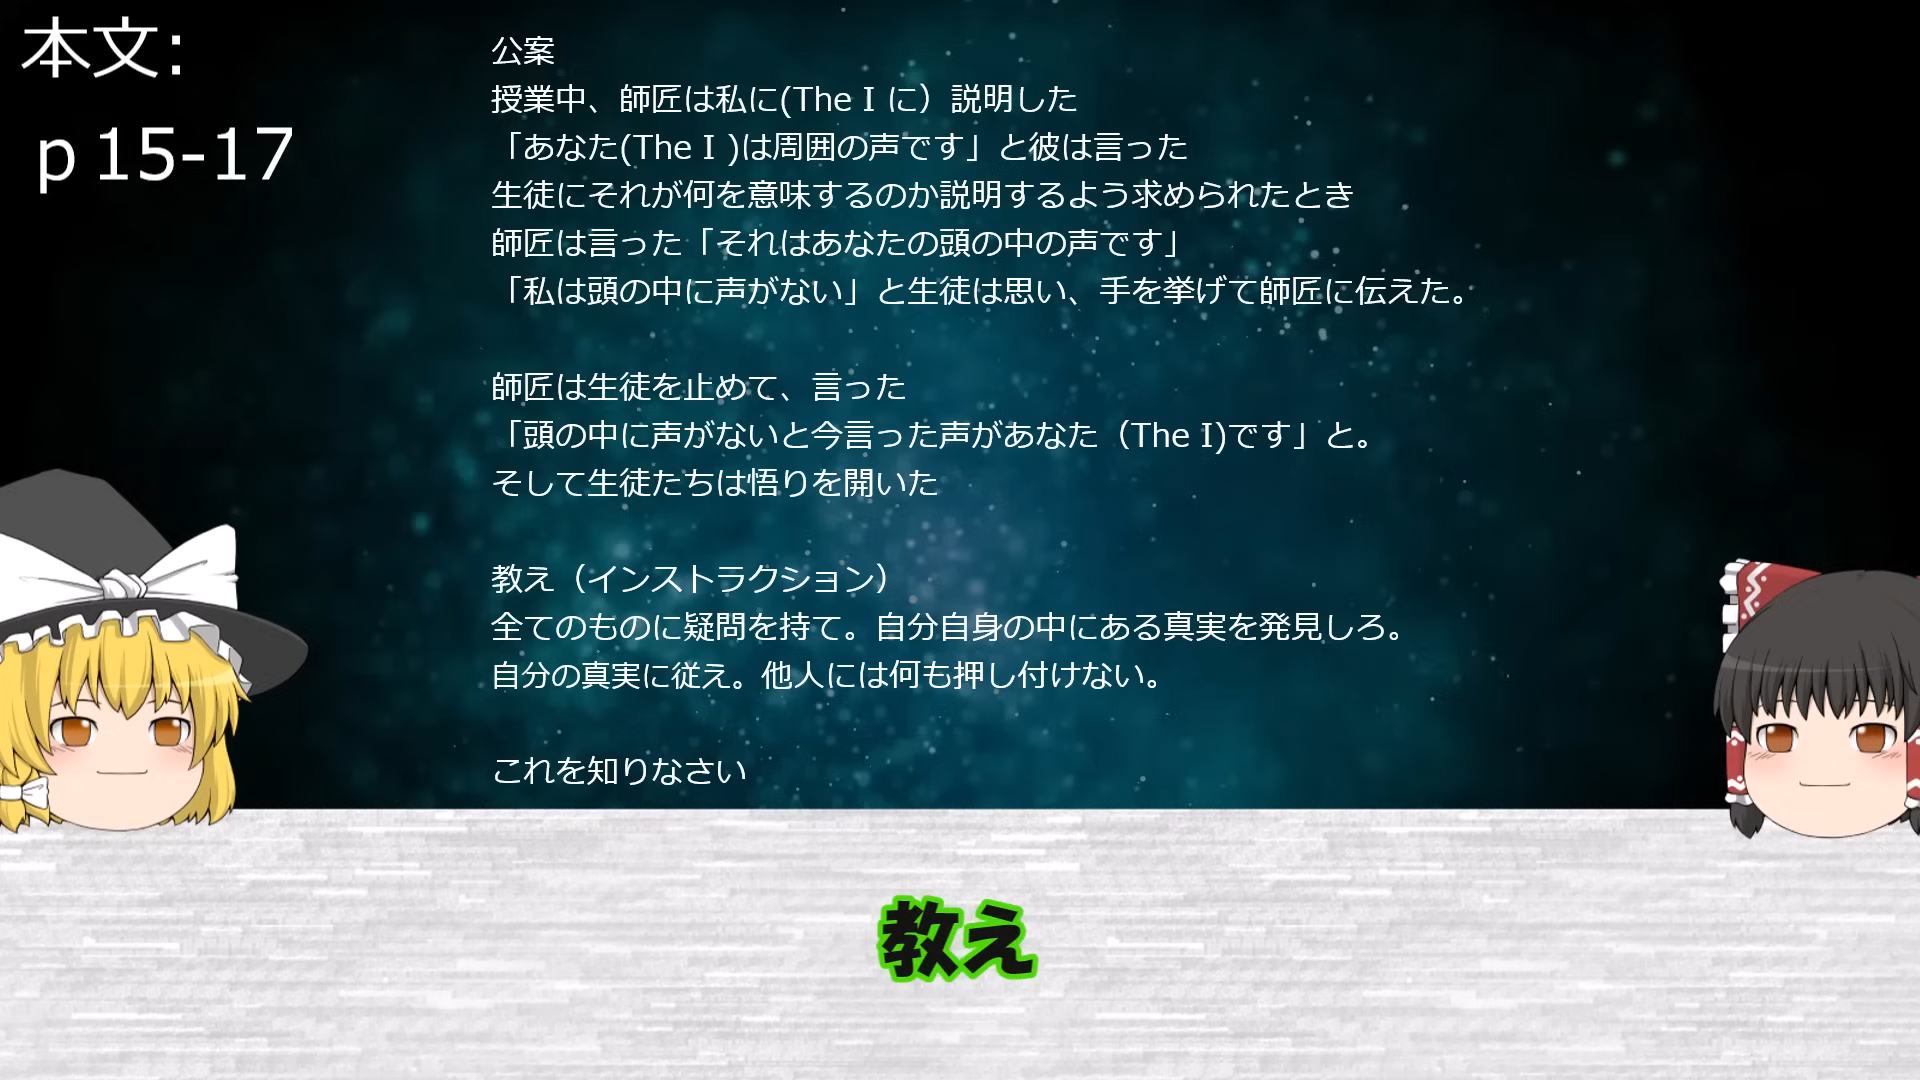 本文:
p 15-17
公案
授業中、師匠は私に(The I に）説明した
「あなた(The I )は周囲の声です」と彼は言った
生徒にそれが何を意味するのか説明するよう求められたとき
師匠は言った「それはあなたの頭の中の声です」
「私は頭の中に声がない」と生徒は思い、手を挙げて師匠に伝えた。
師匠は生徒を止めて、言った
「頭の中に声がないと今言った声があなた（The I)です」と。
そして生徒たちは悟りを開いた
教え（インストラクション）
全てのものに疑問を持て。自分自身の中にある真実を発見しろ。
自分の真実に従え。他人には何も押し付けない。
これを知りなさい
教え